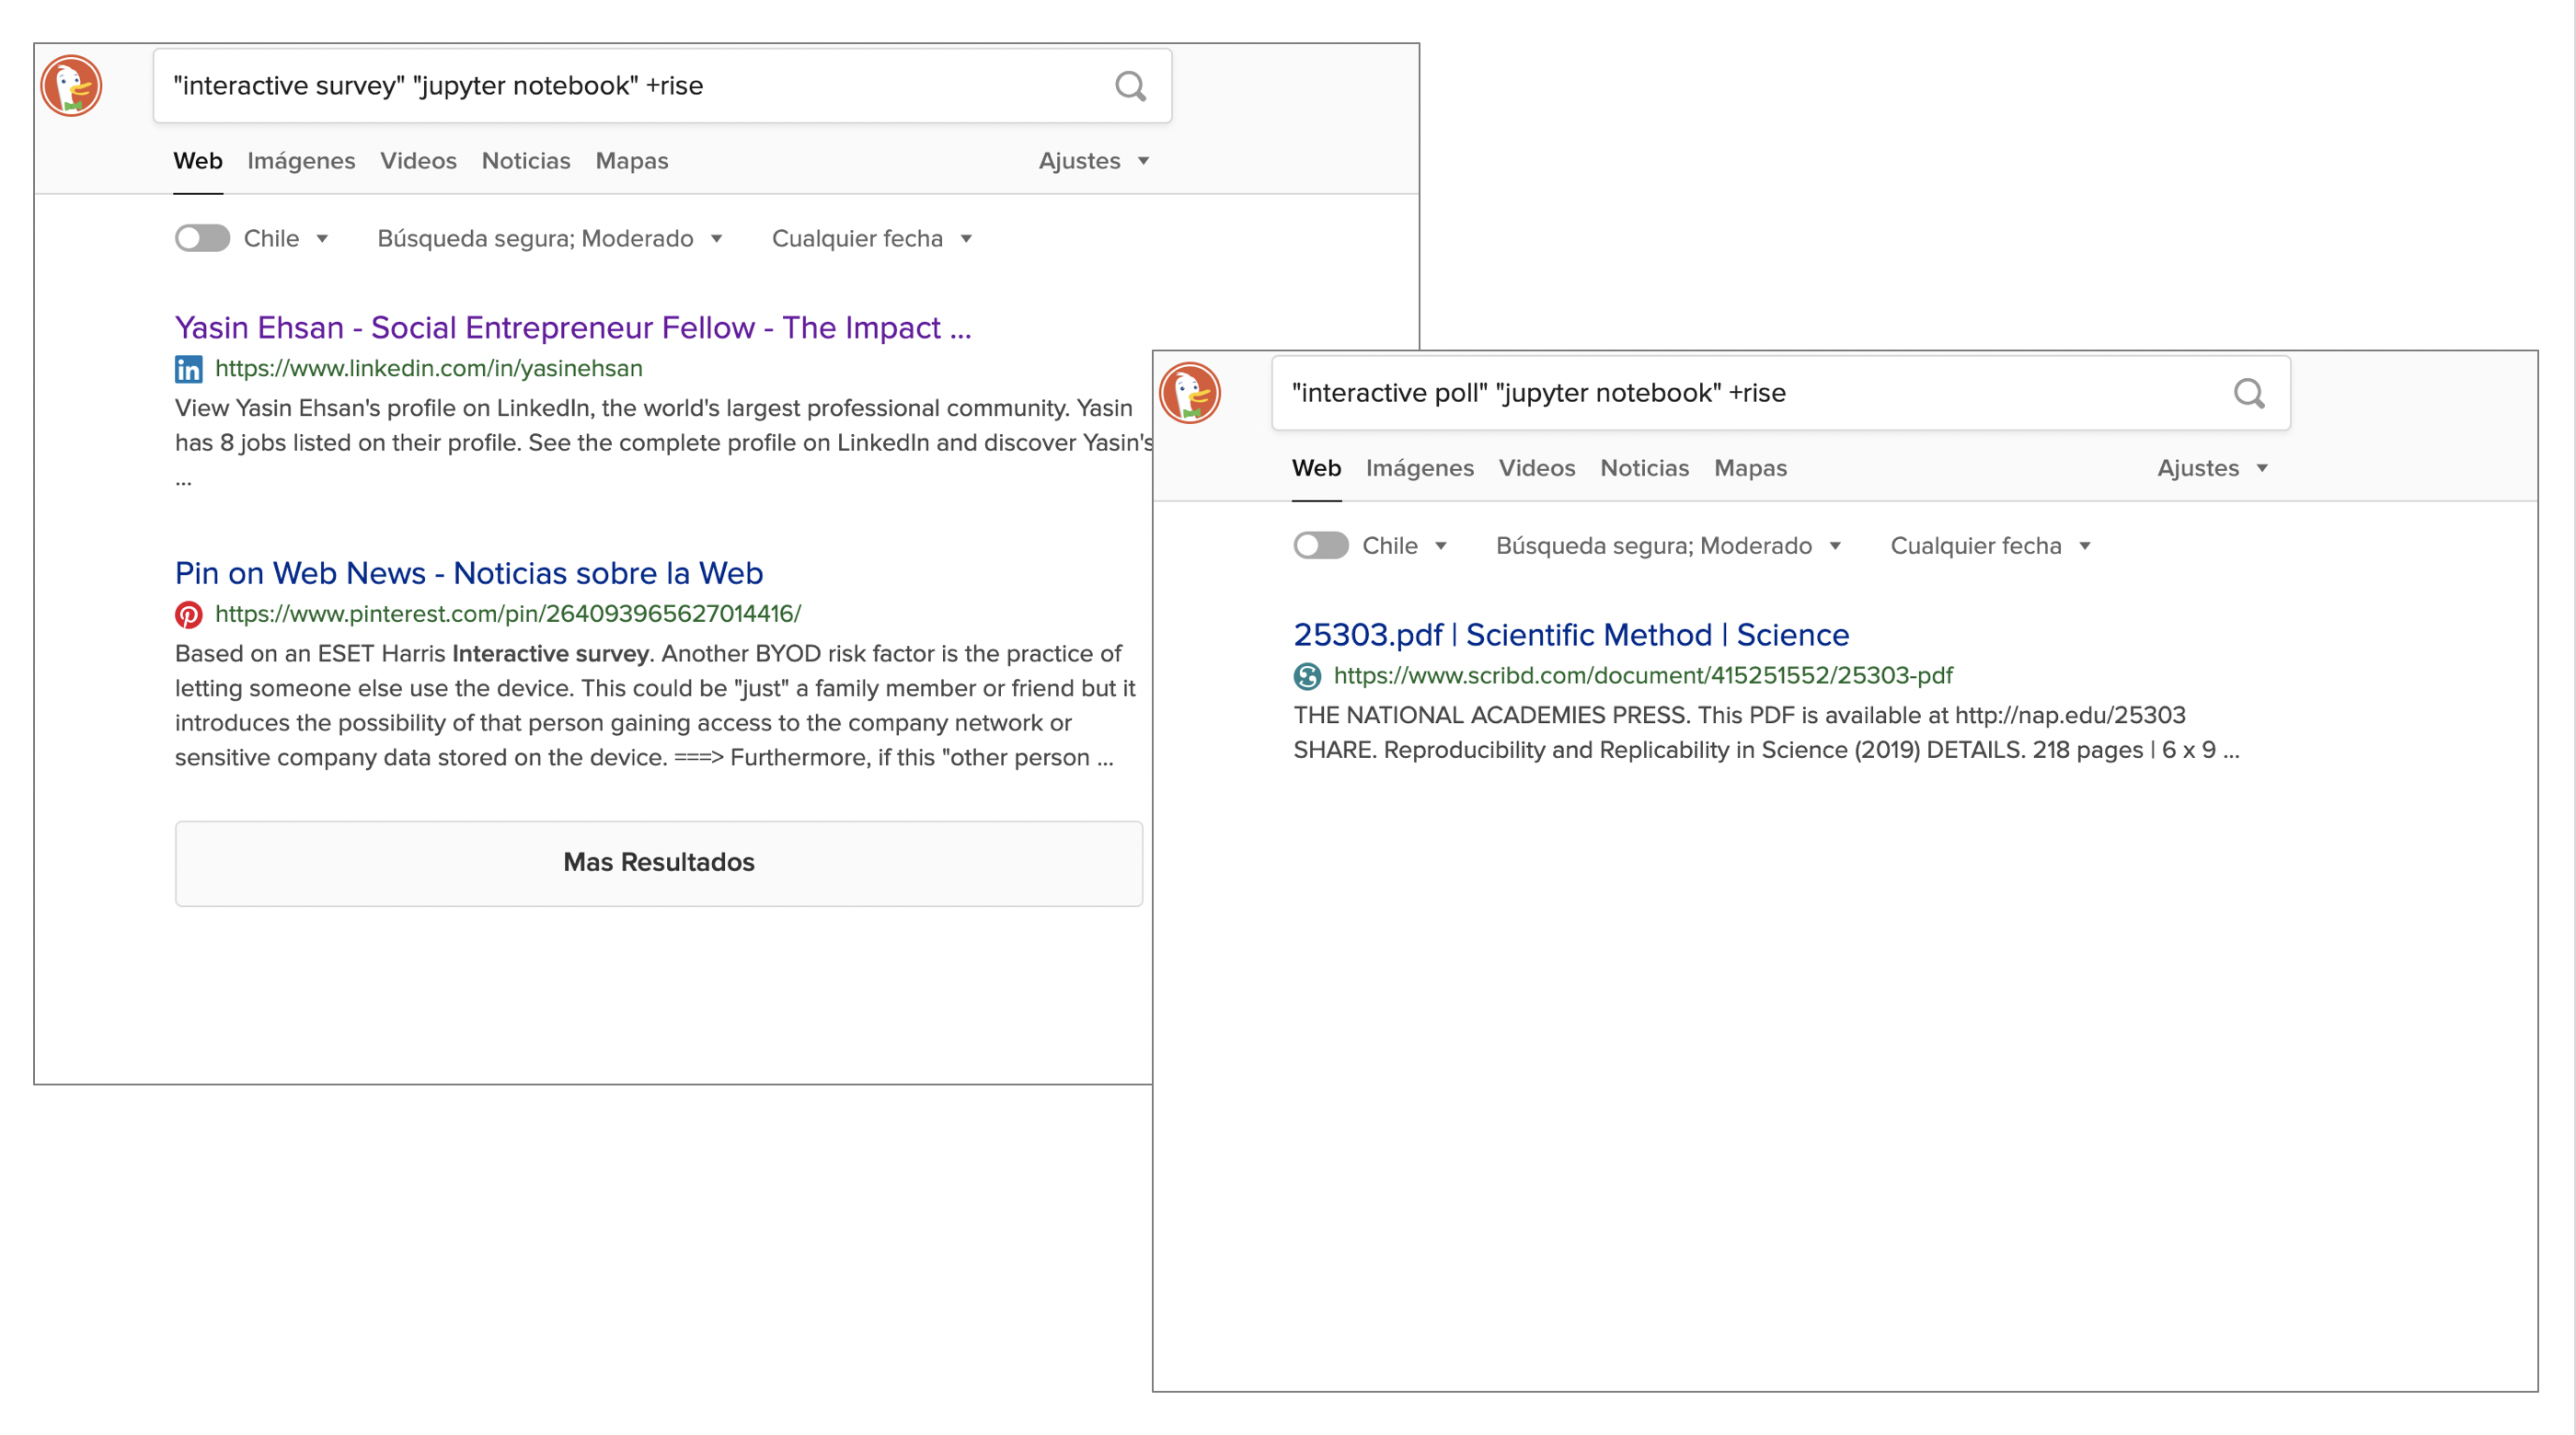 "interactive survey" "jupyter notebook" +rise
Web Imágenes Videos Noticias Mapas Ajustes
Chile Búsqueda segura; Moderado Cualquier fecha
Yasin Ehsan - Social Entrepreneur Fellow - The Impact ...
in https://www.linkedin.com/in/yasinehsan
View Yasin Ehsan's profile on LinkedIn, the world's largest professional community. Yasin
has 8 jobs listed on their profile. See the complete profile on LinkedIn and discover Yasin's
...
Pin on Web News - Noticias sobre la Web
https://www.pinterest.com/pin/264093965627014416/
Based on an ESET Harris Interactive survey. Another BYOD risk factor is the practice of
letting someone else use the device. This could be "just" a family member or friend but it
introduces the possibility of that person gaining access to the company network or
sensitive company data stored on the device. ===> Furthermore, if this "other person ...
Mas Resultados
"interactive poll" "jupyter notebook" +rise
Web Imágenes Videos Noticias Mapas Ajustes
Chile Búsqueda segura; Moderado Cualquier fecha
25303.pdf | Scientific Method | Science
https://www.scribd.com/document/415251552/25303-pdf
THE NATIONAL ACADEMIES PRESS. This PDF is available at http://nap.edu/25303
SHARE. Reproducibility and Replicability in Science (2019) DETAILS. 218 pages | 6 x 9 ...